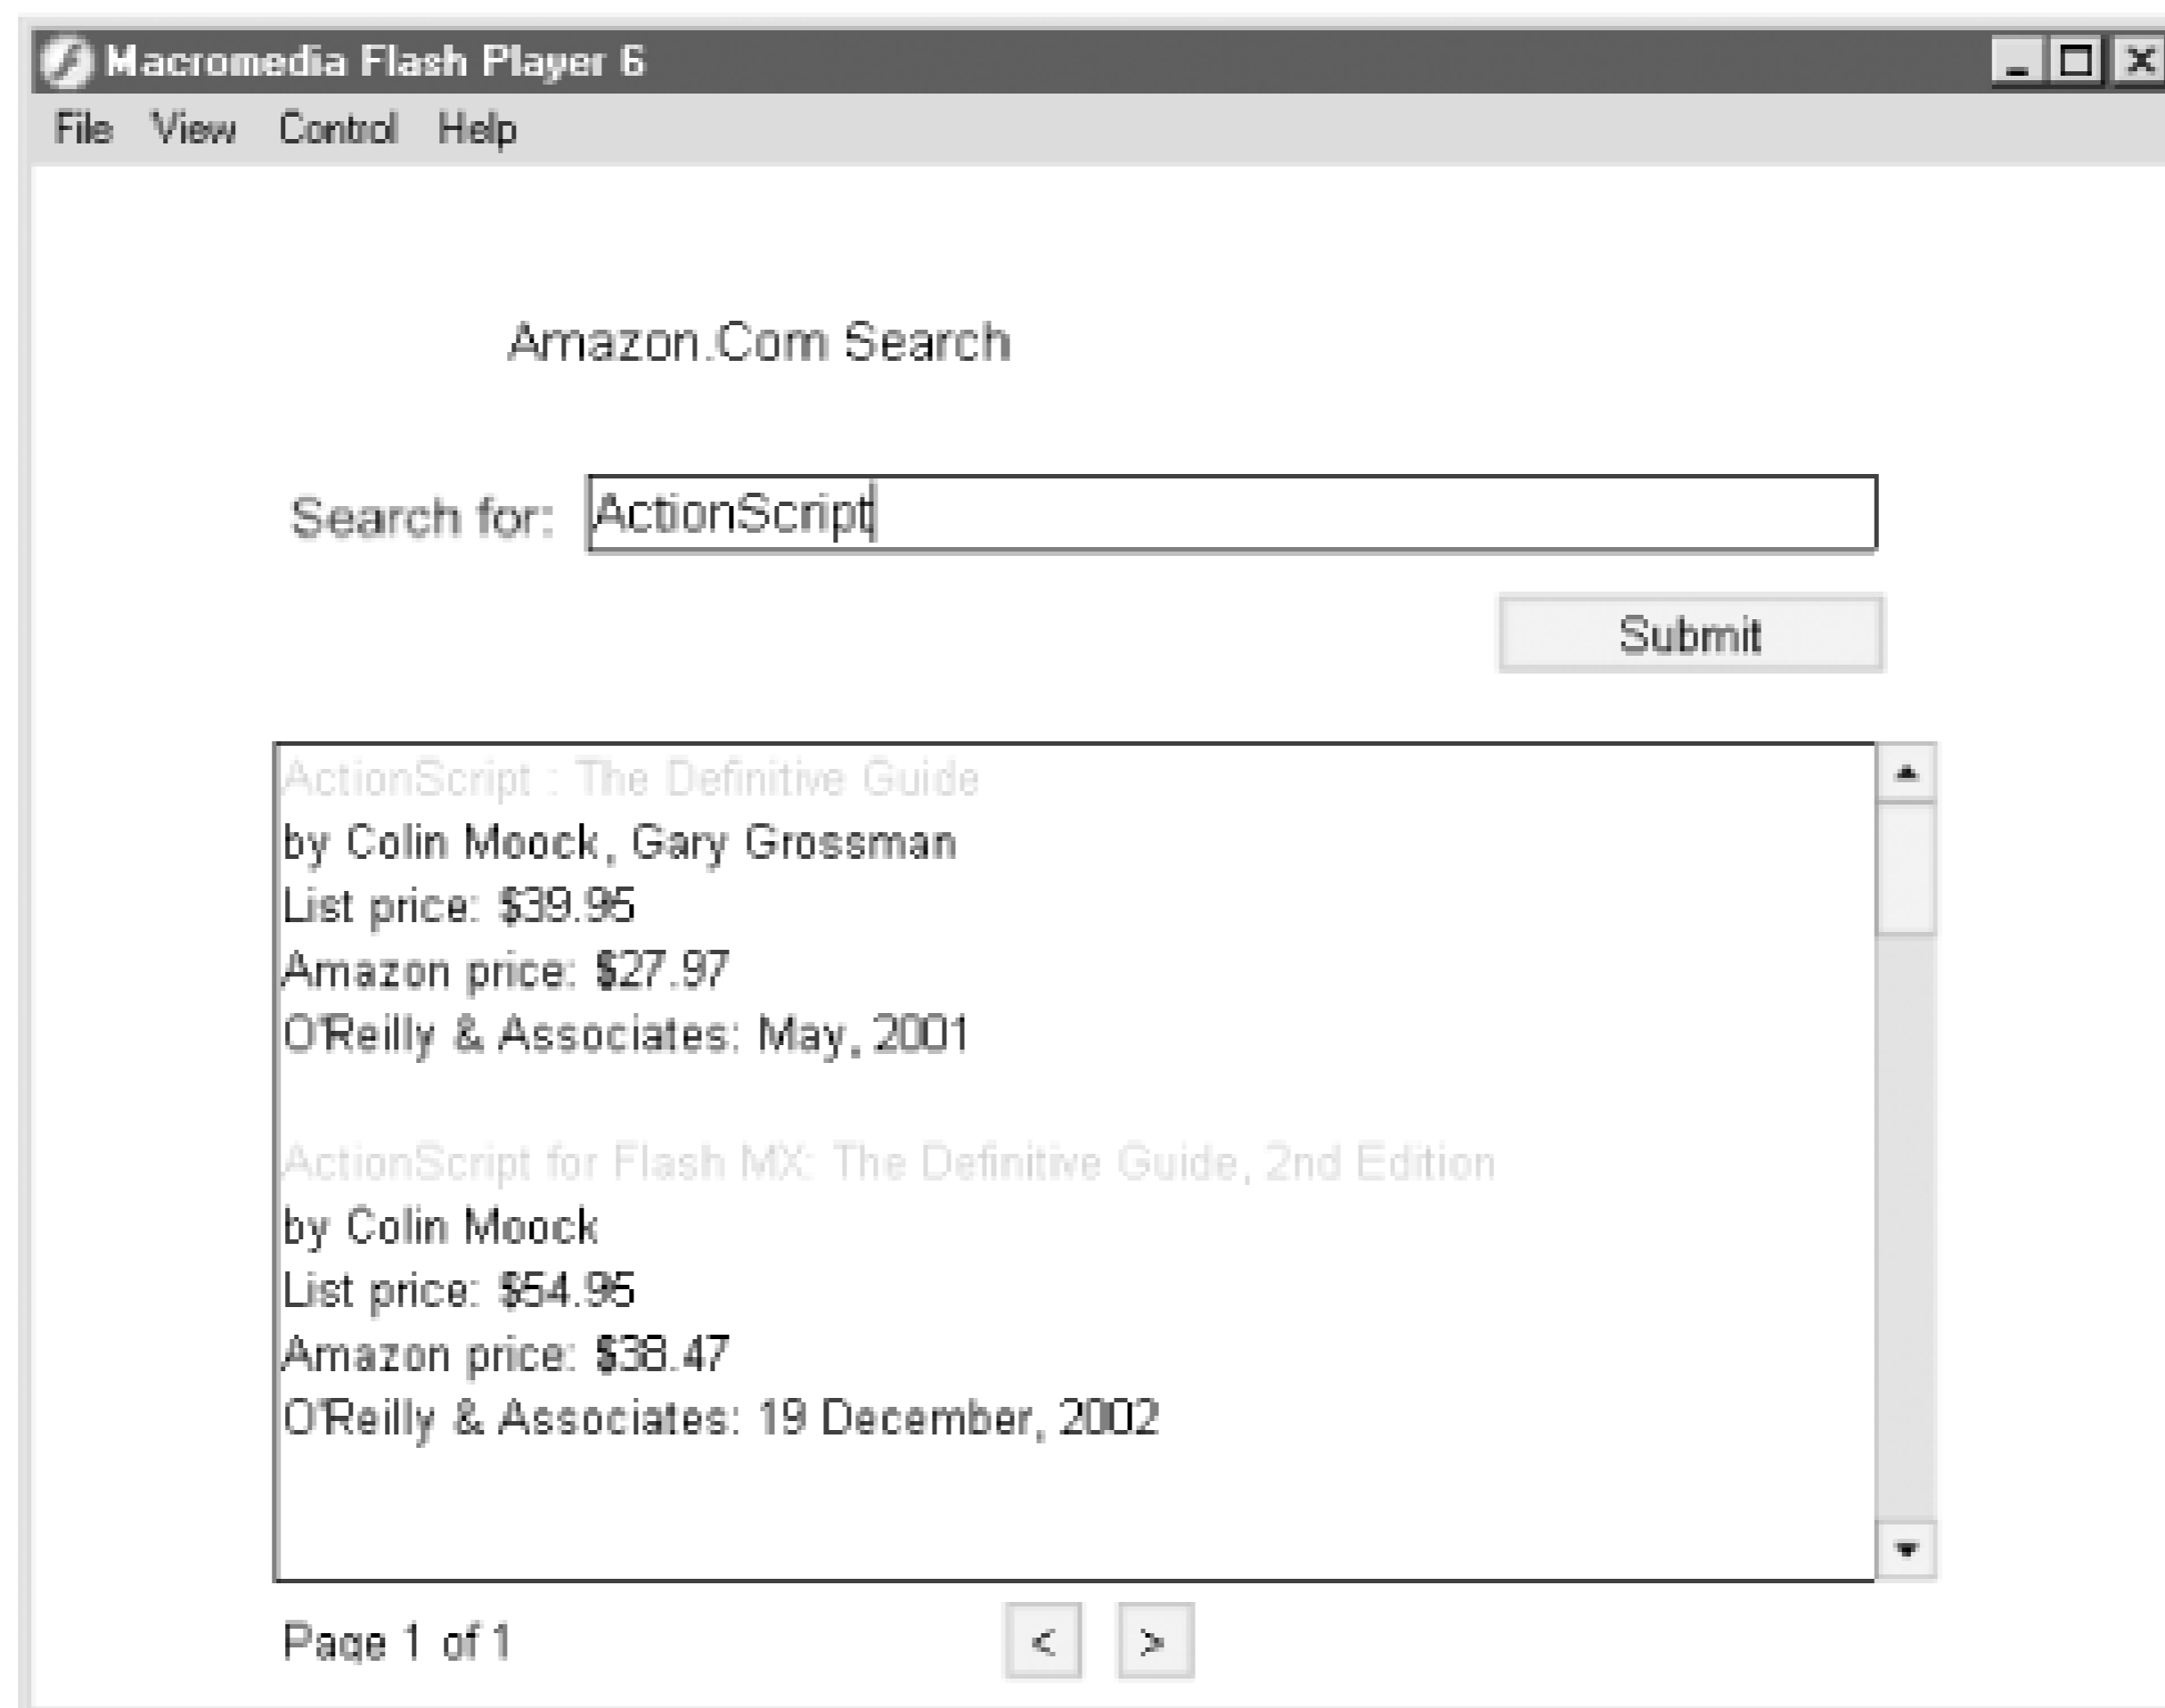 Macromedia Flash Player 6
File View Control Help
Amazon.Com Search
Search for: ActionScript
Submit
ActionScript : The Definitive Guide
by Colin Moock, Gary Grossman
List price: $39.95
Amazon price: $27.97
O'Reilly & Associates: May, 2001
ActionScript for Flash MX: The Definitive Guide, 2nd Edition
by Colin Moock
List price: $54.95
Amazon price: $38.47
O'Reilly & Associates: 19 December, 2002
Page 1 of 1 < >